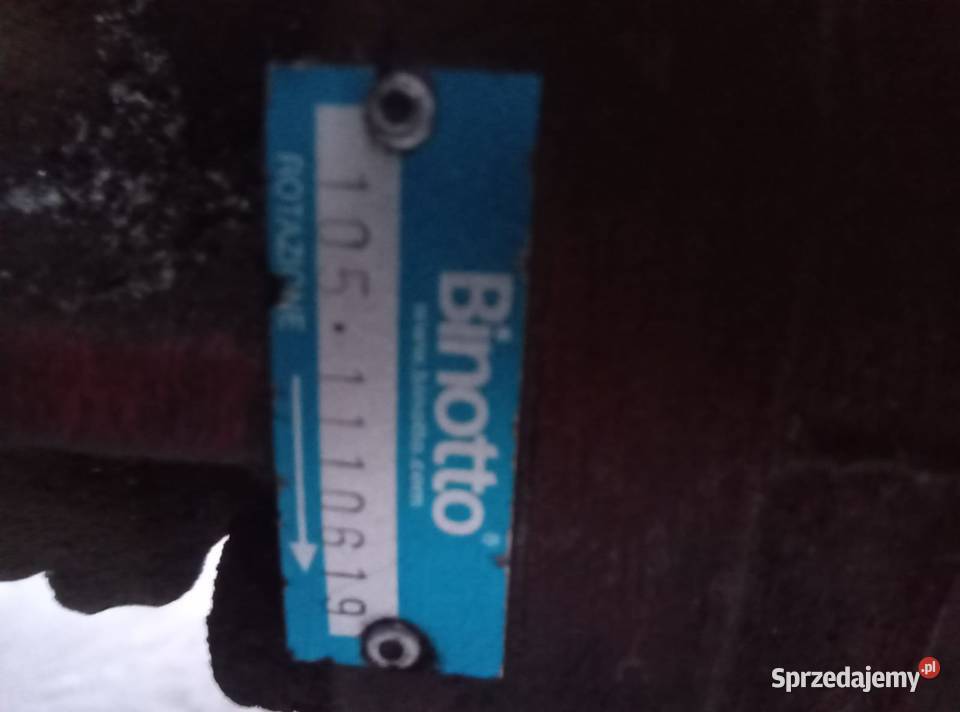 Binotto®
www.binotto.com
105.1110619
ROTAZIONE
Sprzedajemy.pl